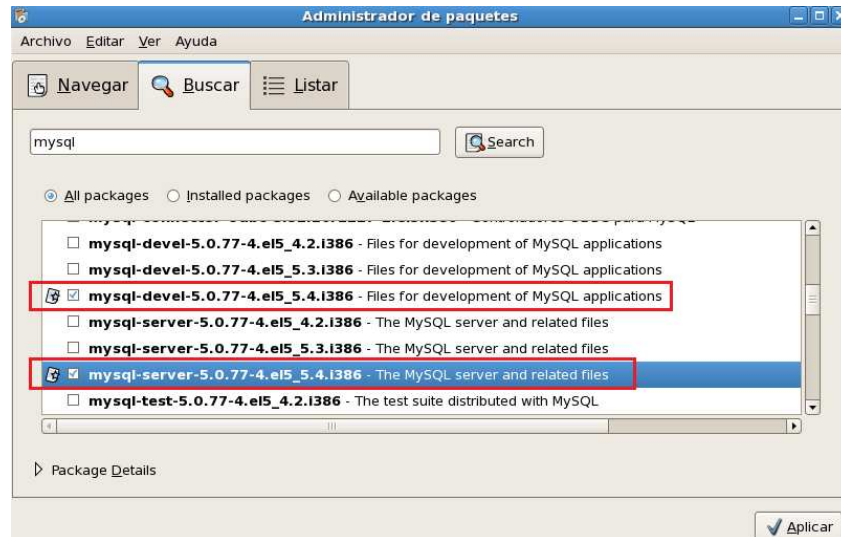 Administrador de paquetes
Archivo Editar Ver Ayuda
Navegar Buscar Listar
mysql Search
All packages Installed packages Available packages
mysql-devel-5.0.77-4.el5_4.2.i386 - Files for development of MySQL applications
mysql-devel-5.0.77-4.el5_5.3.i386 - Files for development of MySQL applications
mysql-devel-5.0.77-4.el5_5.4.i386 - Files for development of MySQL applications
mysql-server-5.0.77-4.el5_4.2.i386 - The MySQL server and related files
mysql-server-5.0.77-4.el5_5.3.i386 - The MySQL server and related files
mysql-server-5.0.77-4.el5_5.4.i386 - The MySQL server and related files
mysql-test-5.0.77-4.el5_4.2.i386 - The test suite distributed with MySQL
Package Details
Aplicar